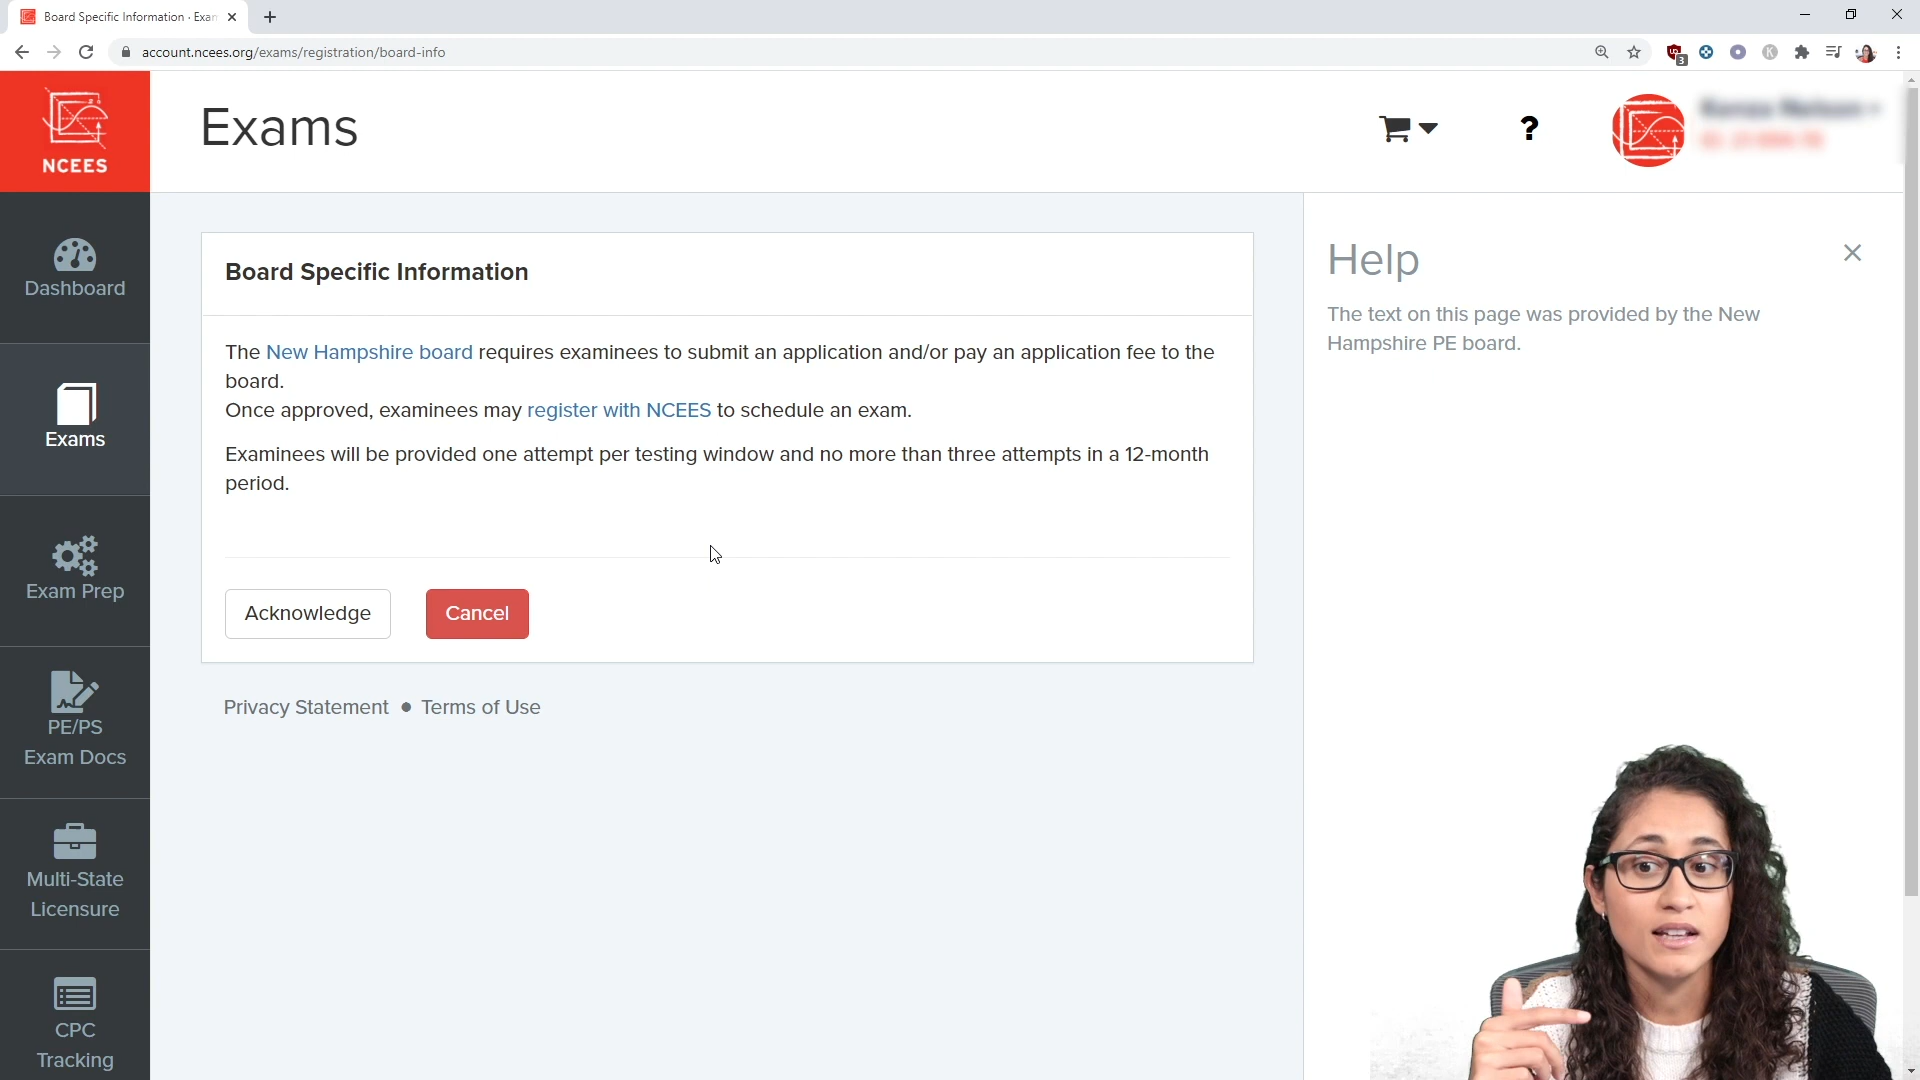 Board Specific Information · Exam
account.ncees.org/exams/registration/board-info
3
K
NCEES
Exams
?
Dashboard
Exams
Exam Prep
PE/PS
Exam Docs
Multi-State
Licensure
CPC
Tracking
Board Specific Information
The New Hampshire board requires examinees to submit an application and/or pay an application fee to the
board.
Once approved, examinees may register with NCEES to schedule an exam.
Examinees will be provided one attempt per testing window and no more than three attempts in a 12-month
period.
Acknowledge
Cancel
Privacy Statement • Terms of Use
Help
The text on this page was provided by the New
Hampshire PE board.